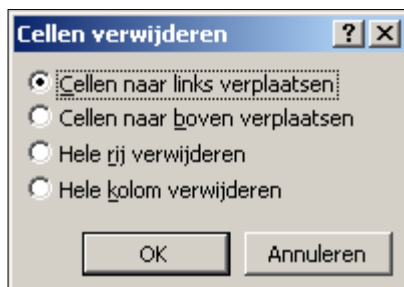 Cellen verwijderen
Cellen naar links verplaatsen
Cellen naar boven verplaatsen
Hele rij verwijderen
Hele kolom verwijderen
OK Annuleren